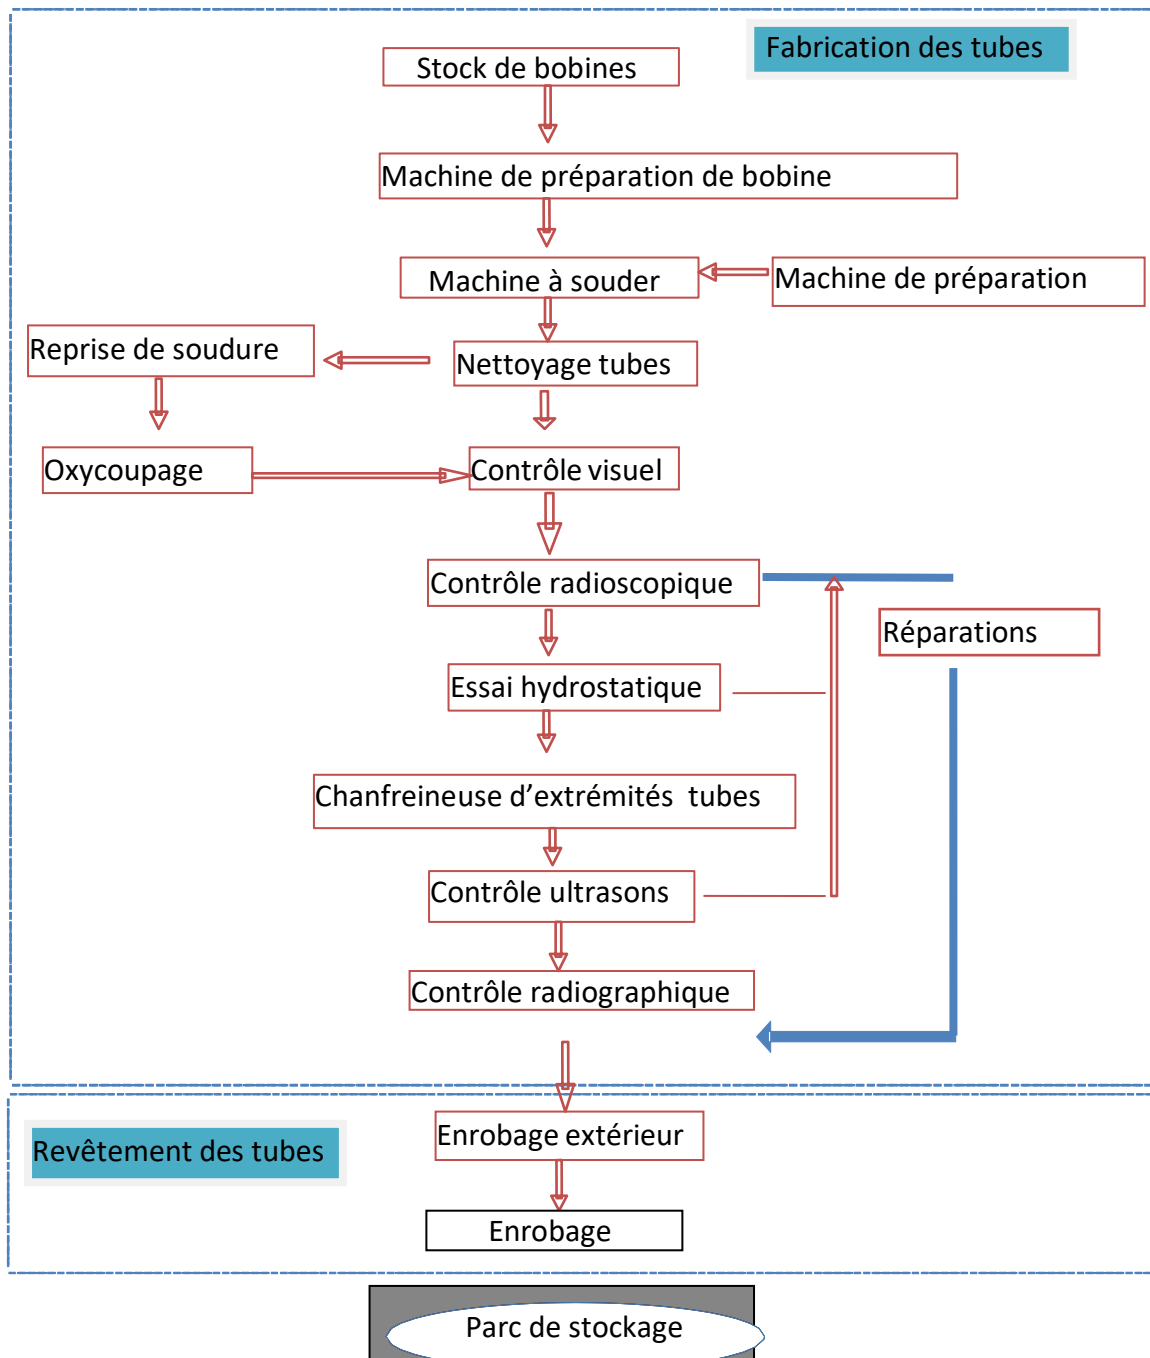 Fabrication des tubes
Stock de bobines
Machine de préparation de bobine
Machine à souder
Machine de préparation
Reprise de soudure
Nettoyage tubes
Oxycoupage
Contrôle visuel
Contrôle radioscopique
Réparations
Essai hydrostatique
Chanfreineuse d’extrémités tubes
Contrôle ultrasons
Contrôle radiographique
Enrobage extérieur
Revêtement des tubes
Enrobage
Parc de stockage